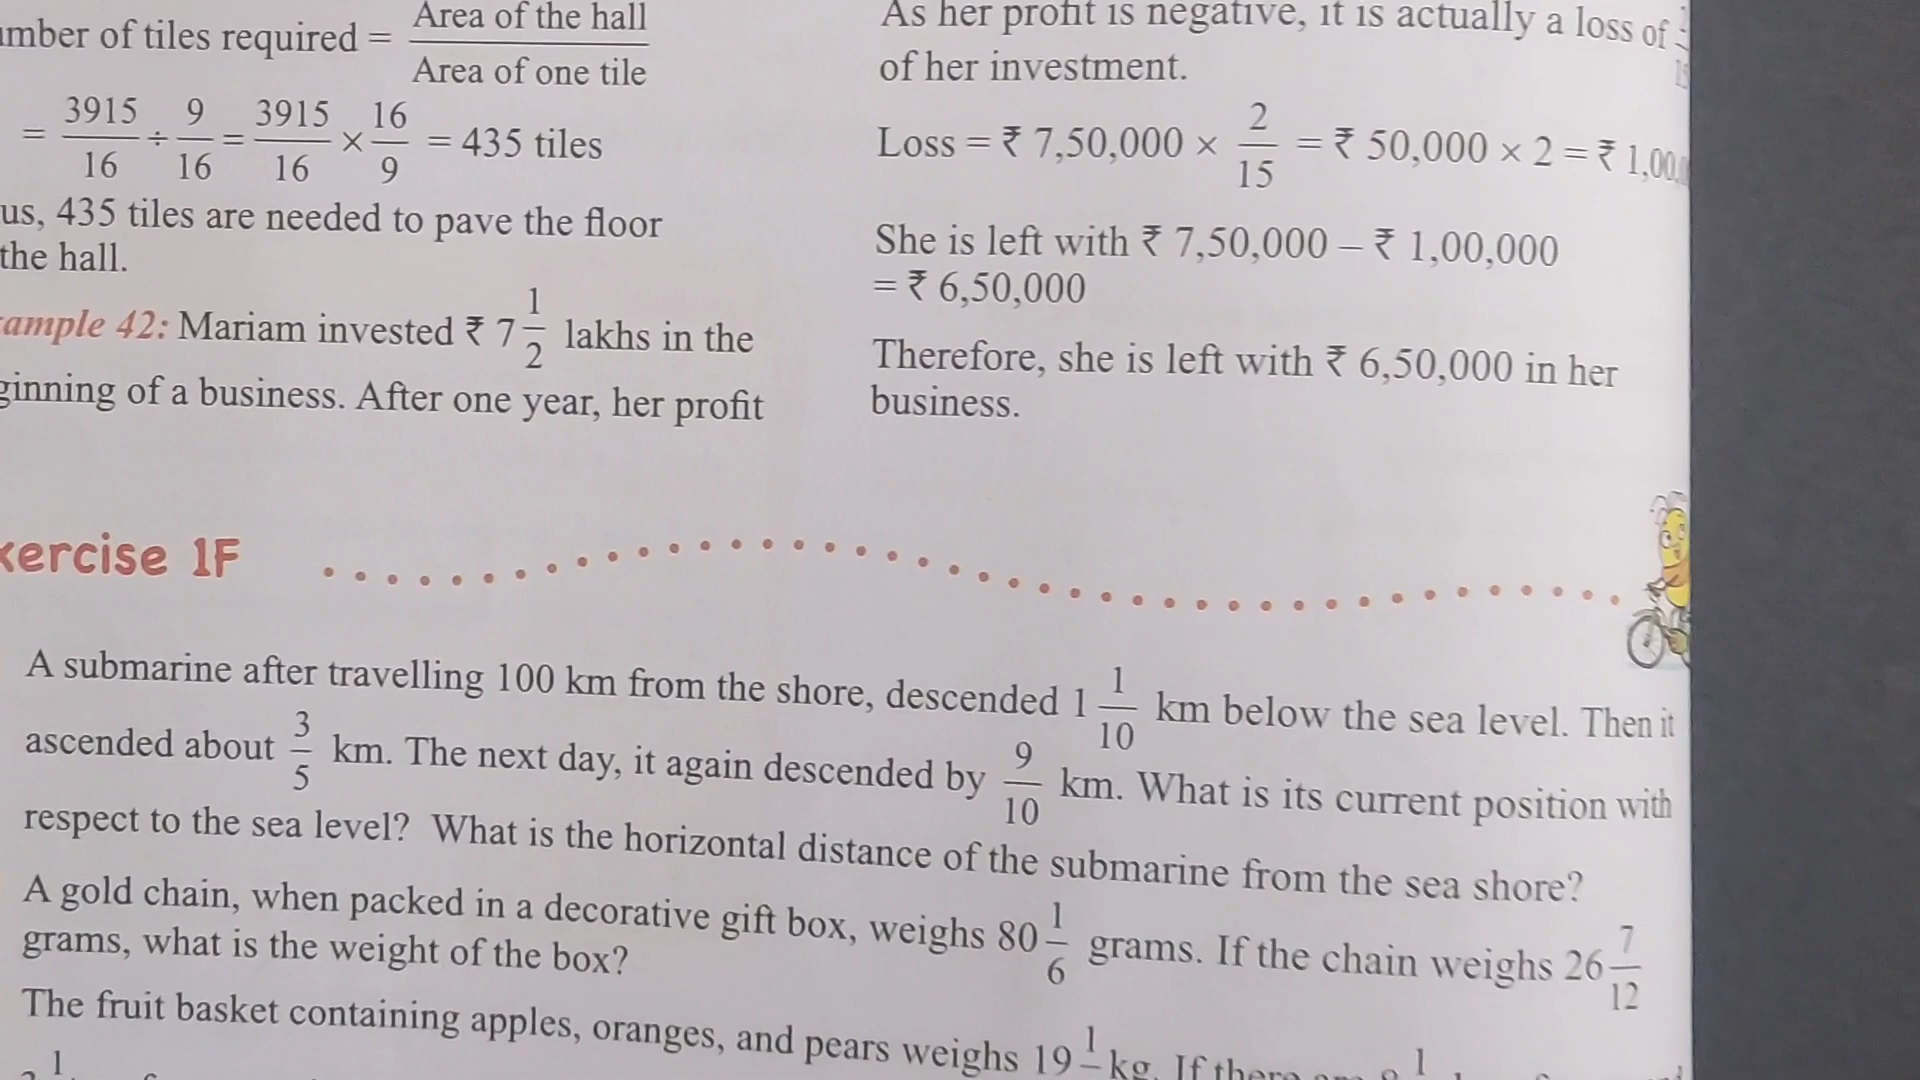 mber of tiles required = Area of the hall / Area of one tile
= 3915/16 ÷ 9/16 = 3915/16 × 16/9 = 435 tiles
us, 435 tiles are needed to pave the floor
the hall.
ample 42: Mariam invested ₹ 7 1/2 lakhs in the
ginning of a business. After one year, her profit
As her profit is negative, it is actually a loss of
of her investment.
Loss = ₹ 7,50,000 × 2/15 = ₹ 50,000 × 2 = ₹ 1,00,
She is left with ₹ 7,50,000 – ₹ 1,00,000
= ₹ 6,50,000
Therefore, she is left with ₹ 6,50,000 in her
business.
xercise 1F
A submarine after travelling 100 km from the shore, descended 1 1/10 km below the sea level. Then it
ascended about 3/5 km. The next day, it again descended by 9/10 km. What is its current position with
respect to the sea level? What is the horizontal distance of the submarine from the sea shore?
A gold chain, when packed in a decorative gift box, weighs 80 1/6 grams. If the chain weighs 26 7/12
grams, what is the weight of the box?
The fruit basket containing apples, oranges, and pears weighs 19 1/ kg. If there